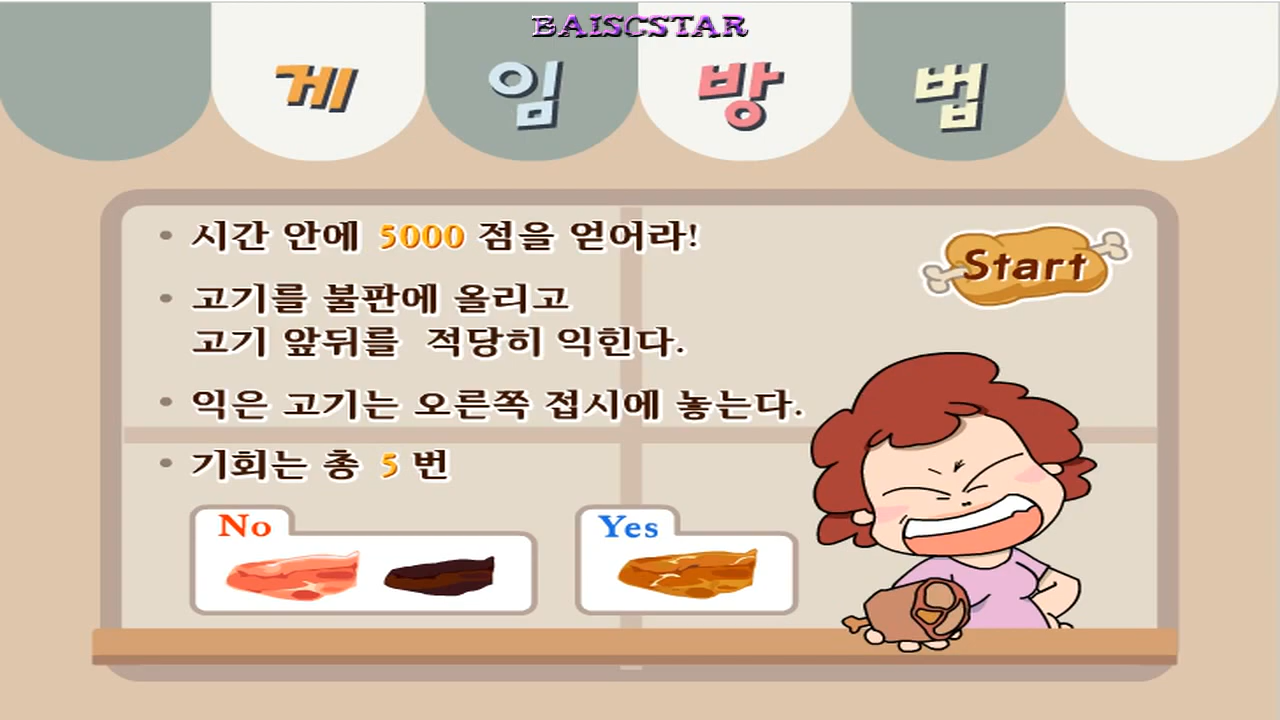 BAISCSTAR
게임방법
• 시간 안에 5000 점을 얻어라!
• 고기를 불판에 올리고
고기 앞뒤를 적당히 익힌다.
• 익은 고기는 오른쪽 접시에 놓는다.
• 기회는 총 5 번
Start
No
Yes